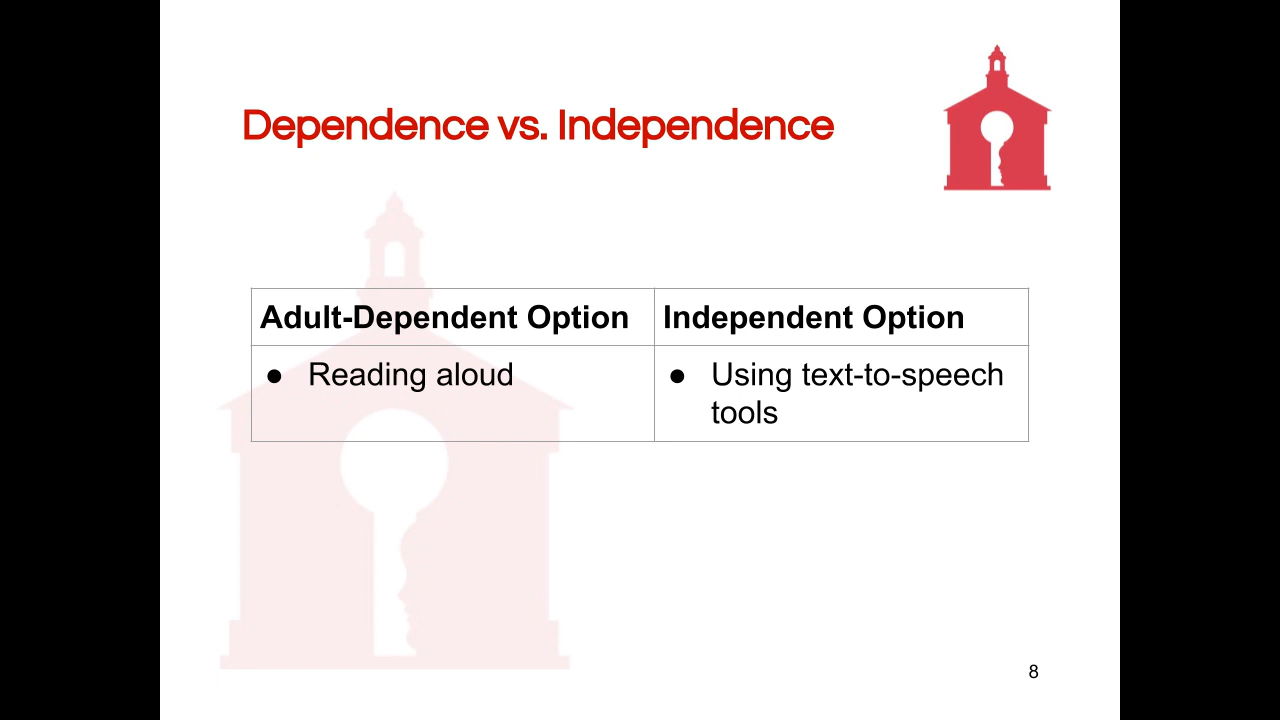 Dependence vs. Independence
Adult-Dependent Option
Independent Option
● Reading aloud
● Using text-to-speech
tools
8